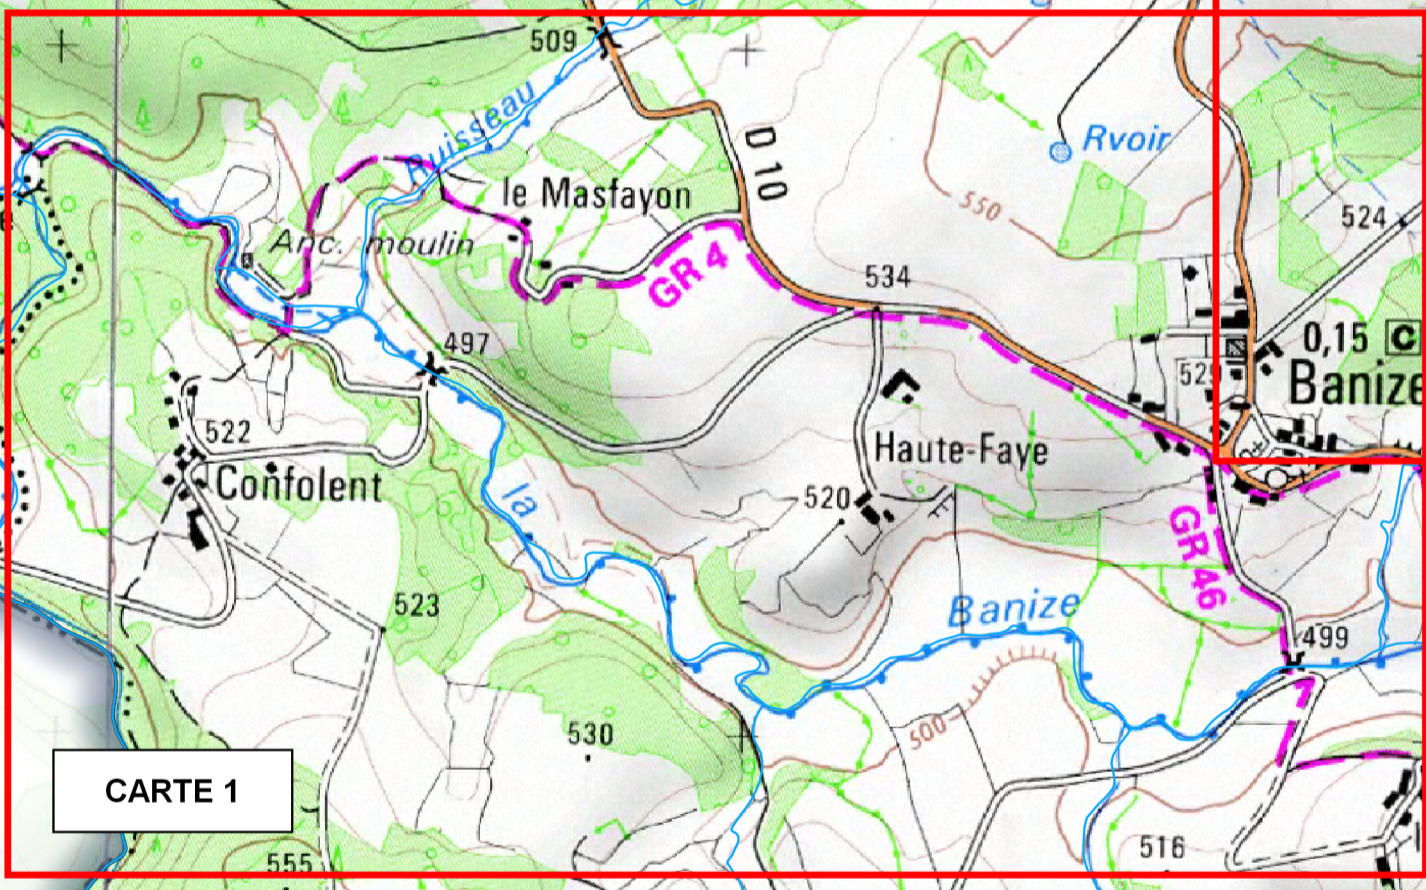 509
Ruisseau
D 10
Rvoir
le Masfayon
550
524
Anc. moulin
GR 4
534
0,15 C
497
529
Banize
522
Haute-Faye
Confolent
520
la
GR 46
523
Banize
499
530
500
CARTE 1
516
555